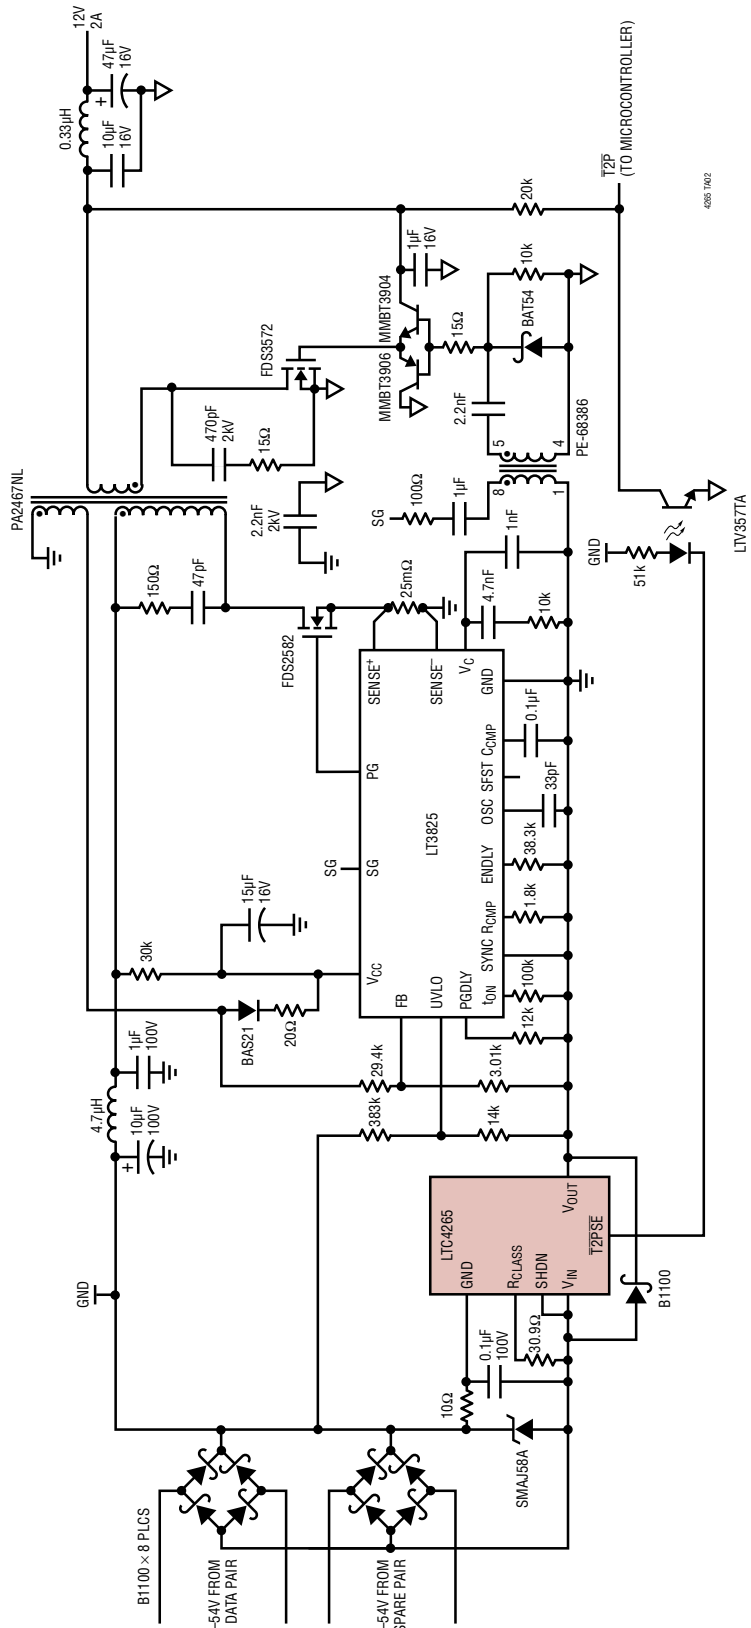 B1100 × 8 PLCS
–54V FROM
DATA PAIR
–54V FROM
SPARE PAIR
GND
10µF
100V
+
4.7µH
1µF
100V
30k
15µF
16V
BAS21
20Ω
383k
14k
29.4k
3.01k
10Ω
0.1µF
100V
SMAJ58A
30.9Ω
LTC4265
GND
RCLASS
SHDN
VIN
VOUT
T2PSE
B1100
SG
VCC
SG
PG
FB
UVLO
PGDLY
tON
SYNC
RCMP
ENDLY
OSC
SFST
CCMP
GND
VC
SENSE+
SENSE–
LT3825
12k
100k
1.8k
38.3k
33pF
0.1µF
10k
4.7nF
1nF
150Ω
47pF
FDS2582
25mΩ
PA2467NL
2.2nF
2kV
470pF
2kV
15Ω
FDS3572
SG
100Ω
1µF
8
1
5
4
PE-68386
2.2nF
MMBT3906
MMBT3904
15Ω
BAT54
10k
1µF
16V
20k
GND
51k
LTV357TA
T2P
(TO MICROCONTROLLER)
0.33µH
10µF
16V
+
47µF
16V
12V
2A
4265 TA02